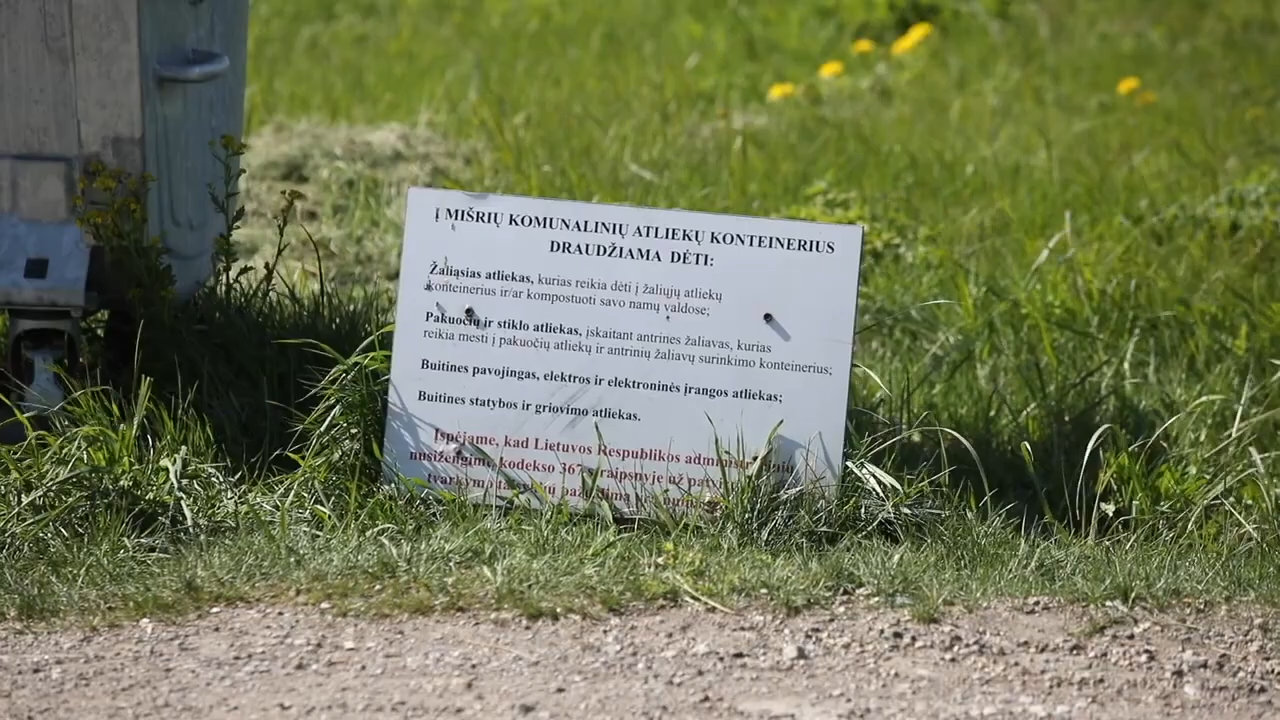 Į MIŠRIŲ KOMUNALINIŲ ATLIEKŲ KONTEINERIUS
DRAUDŽIAMA DĖTI:
Žaliąsias atliekas, kurias reikia dėti į žaliųjų atliekų
konteinerius ir/ar kompostuoti savo namų valdose;
Pakuočių ir stiklo atliekas, įskaitant antrines žaliavas, kurias
reikia mesti į pakuočių atliekų ir antrinių žaliavų surinkimo konteinerius;
Buitines pavojingas, elektros ir elektroninės įrangos atliekas;
Buitines statybos ir griovimo atliekas.
Įspėjame, kad Lietuvos Respublikos
kodekso 367 už